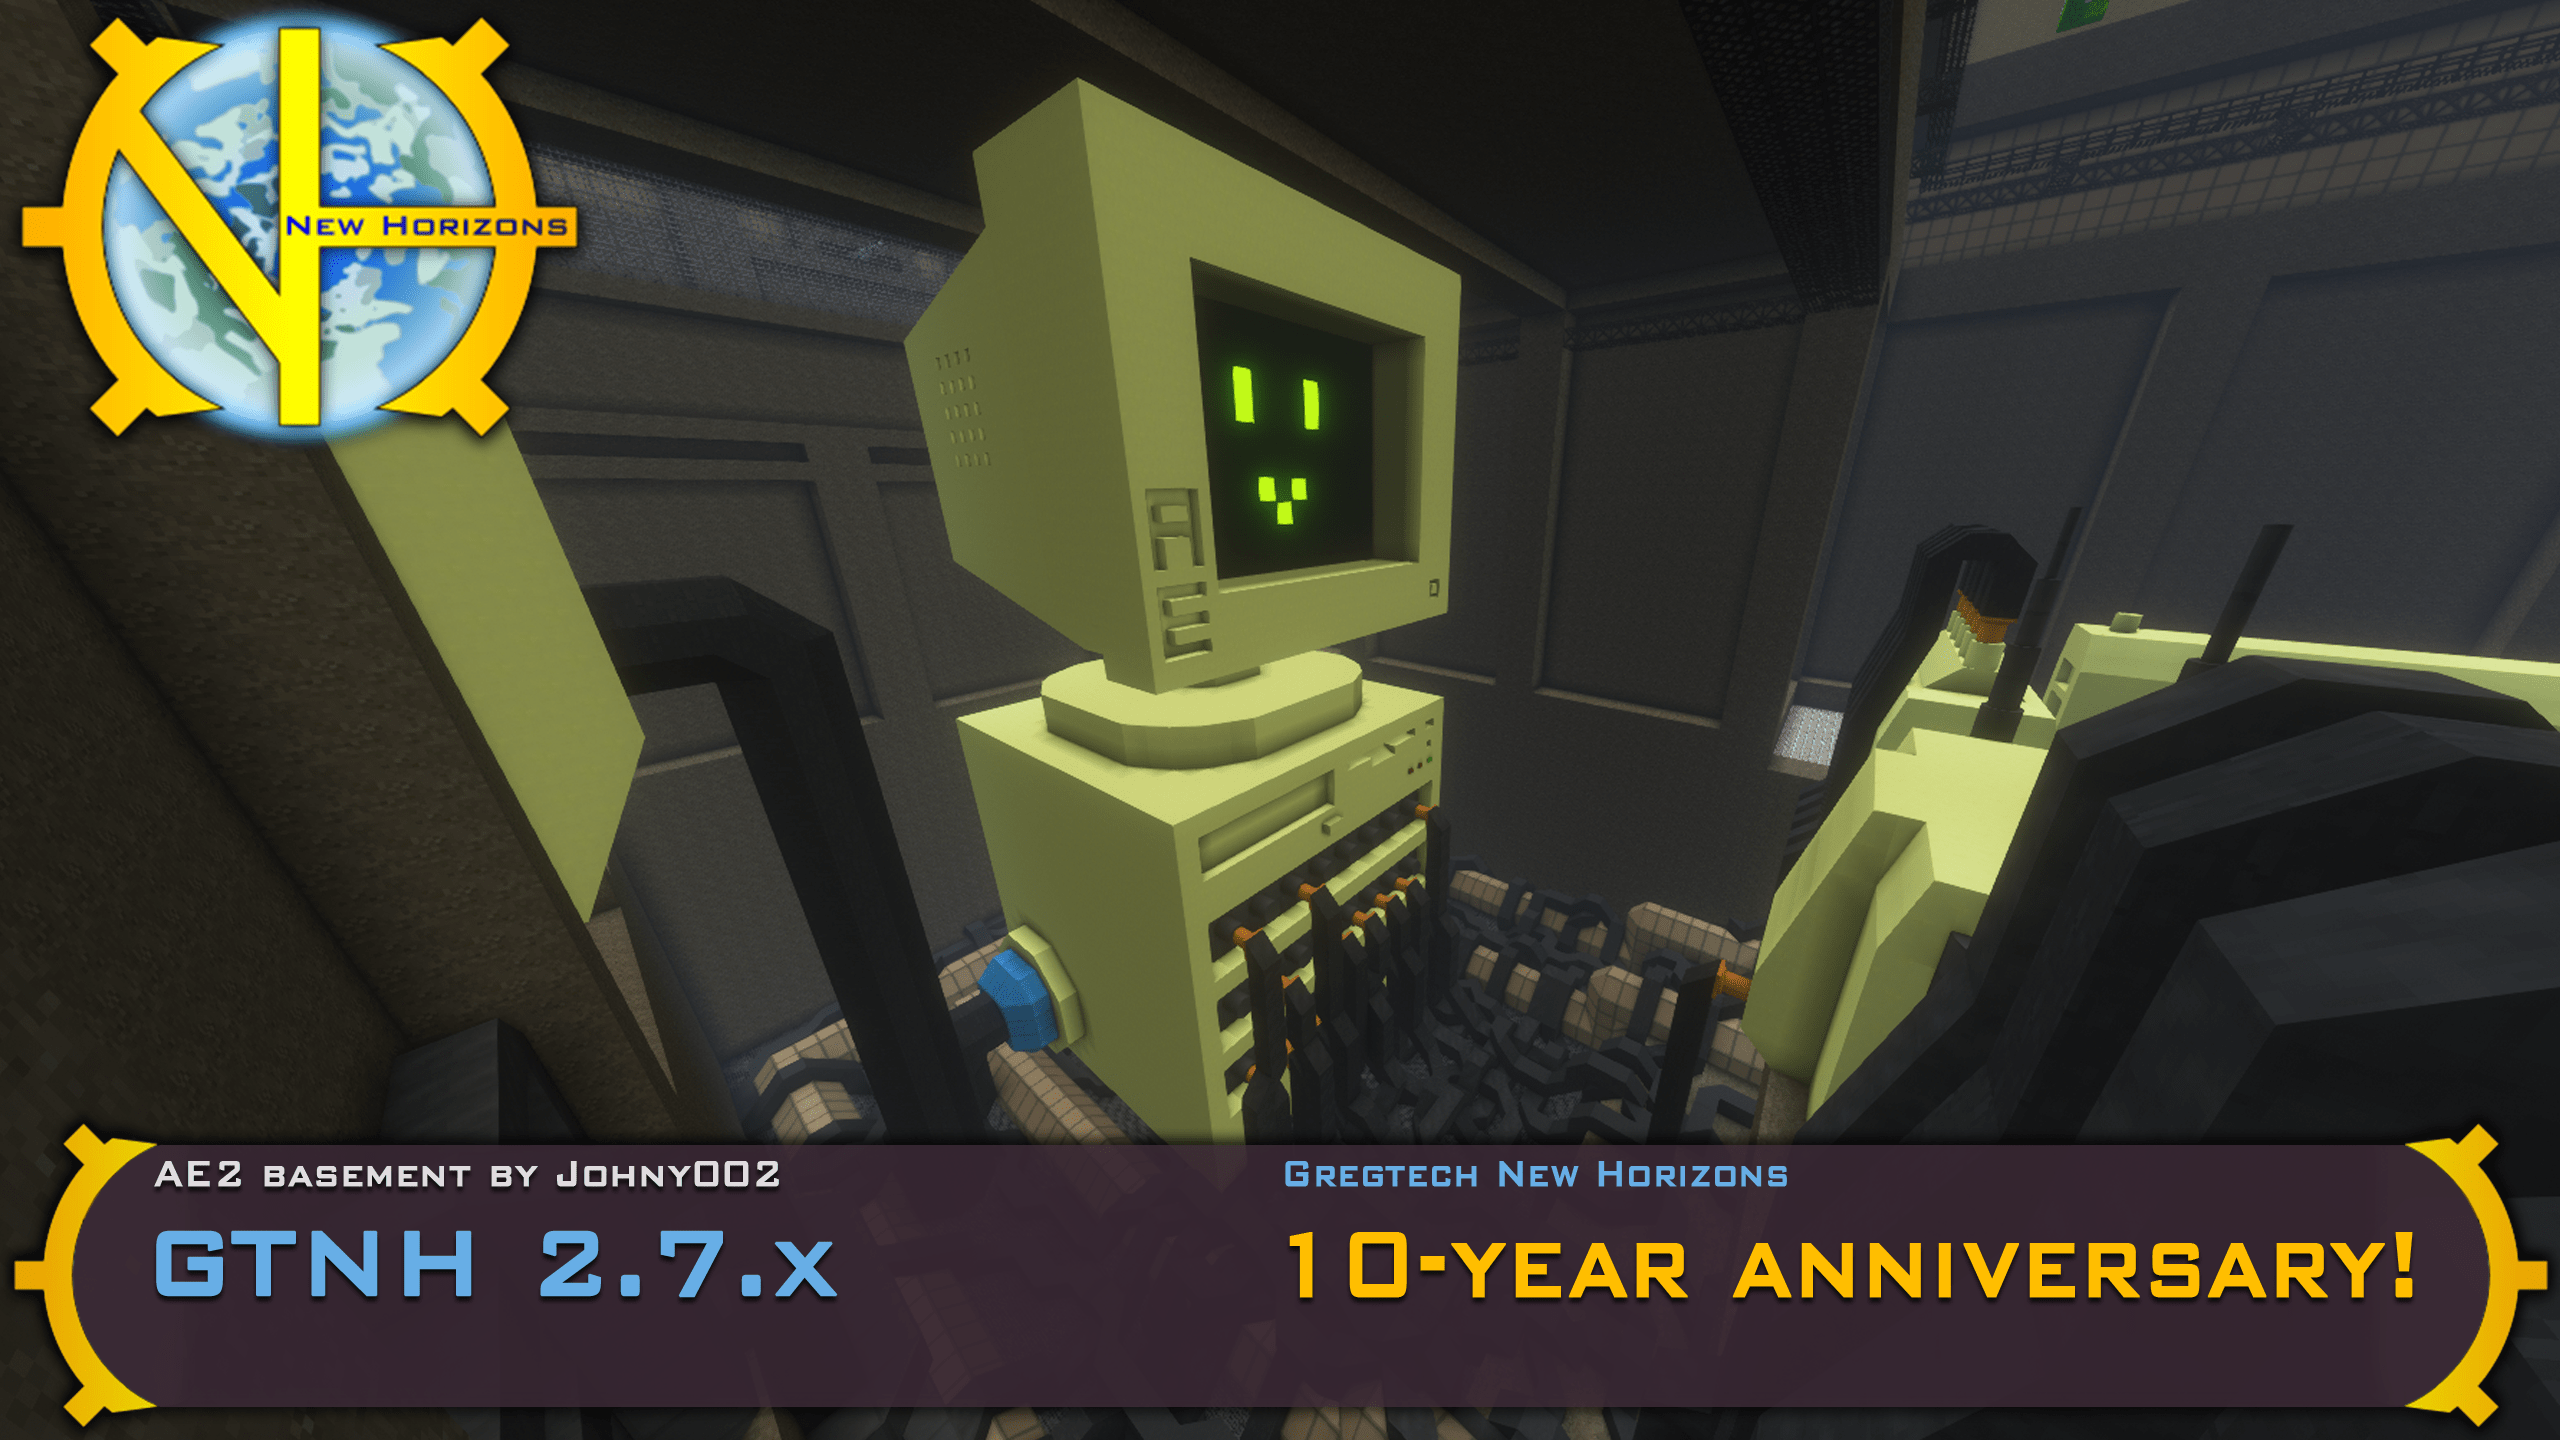 New Horizons
AE
AE2 basement by Johny002
GTNH 2.7.x
Gregtech New Horizons
10-year anniversary!